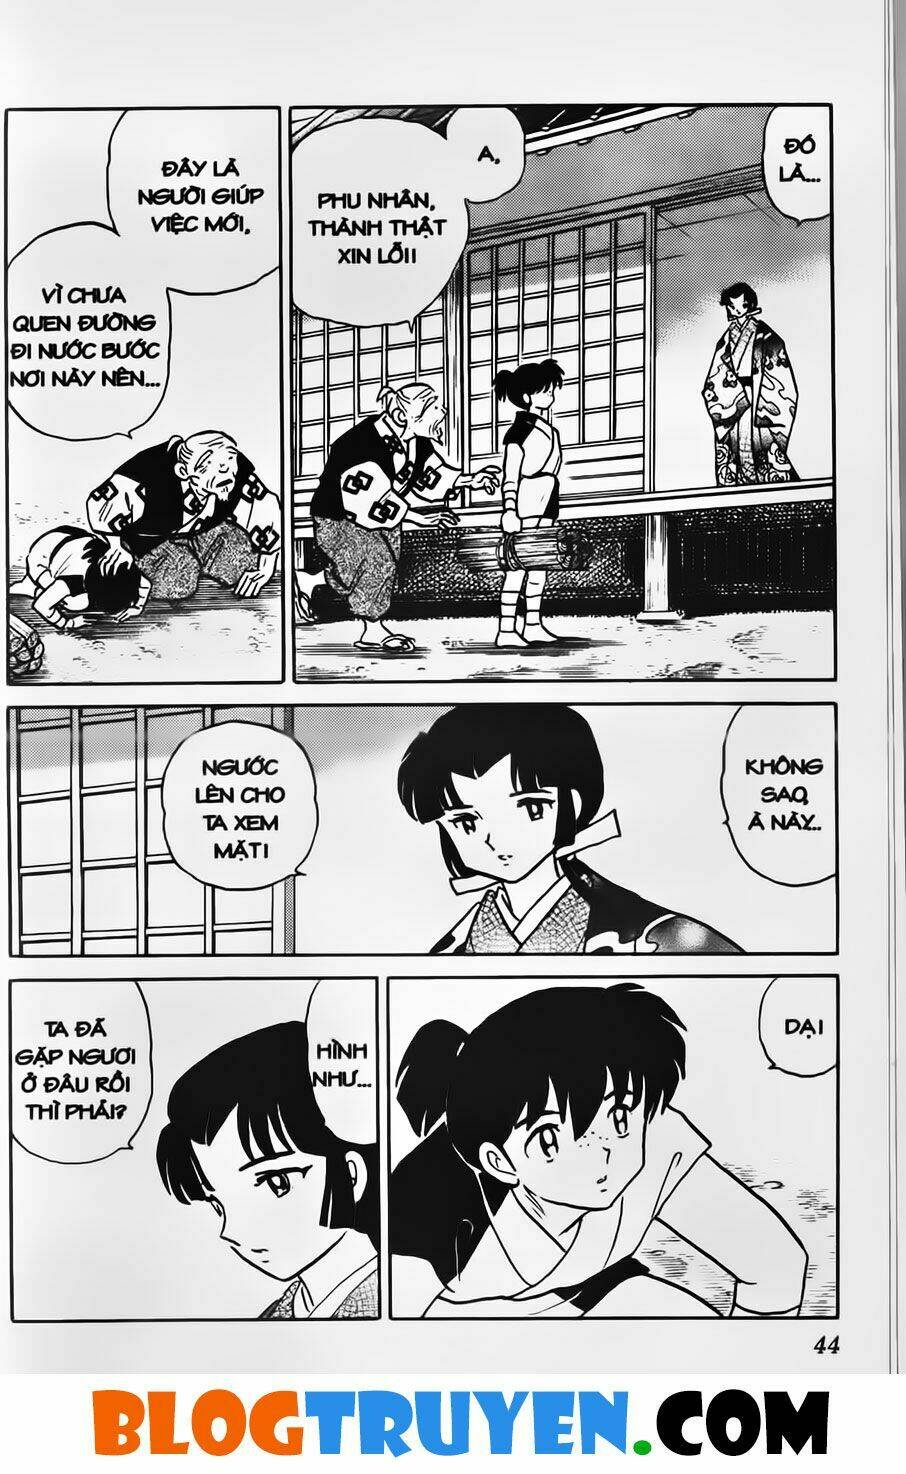 ĐÓ
LÀ...
A,
PHU NHÂN,
THÀNH THẬT
XIN LỖI!
ĐÂY LÀ
NGƯỜI GIÚP
VIỆC MỚI,
VÌ CHƯA
QUEN ĐƯỜNG
ĐI NƯỚC BƯỚC
NƠI NÀY NÊN...
KHÔNG
SAO,
À NÀY...
NGƯỚC
LÊN CHO
TA XEM
MẶT!
DẠ!
HÌNH
NHƯ...
TA ĐÃ
GẶP NGƯƠI
Ở ĐÂU RỒI
THÌ PHẢI?
44
BLOGTRUYEN.COM